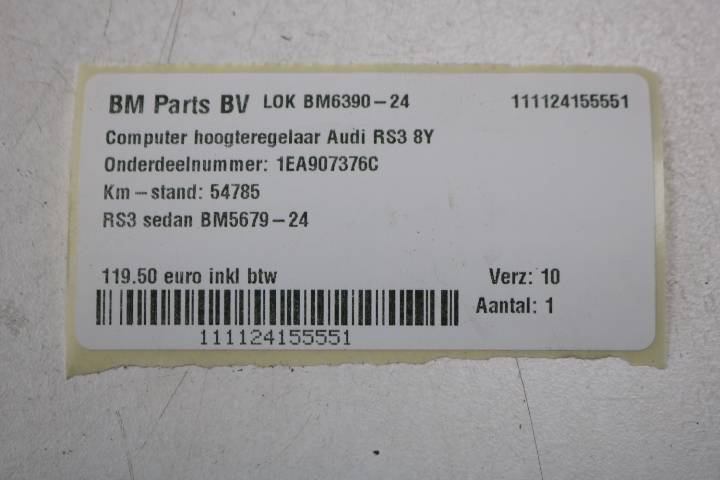 BM Parts BV LOK BM6390-24 111124155551
Computer hoogteregelaar Audi RS3 8Y
Onderdeelnummer: 1EA907376C
Km-stand: 54785
RS3 sedan BM5679-24
119.50 euro inkl btw Verz: 10
Aantal: 1
111124155551